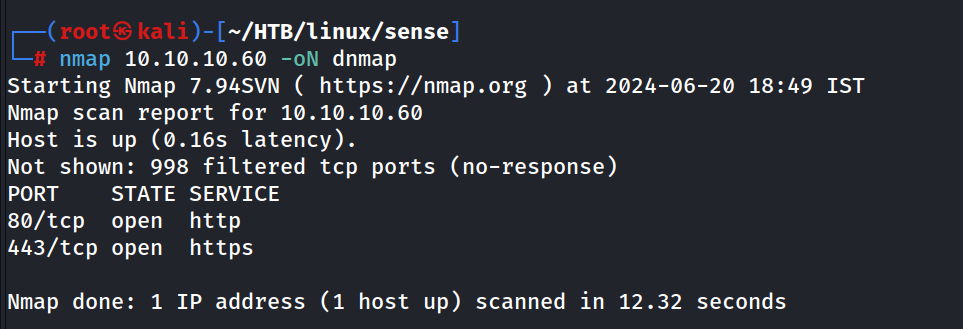 ┌──(root㉿kali)-[~/HTB/linux/sense]
└─# nmap 10.10.10.60 -oN dnmap
Starting Nmap 7.94SVN ( https://nmap.org ) at 2024-06-20 18:49 IST
Nmap scan report for 10.10.10.60
Host is up (0.16s latency).
Not shown: 998 filtered tcp ports (no-response)
PORT    STATE SERVICE
80/tcp  open  http
443/tcp open  https
Nmap done: 1 IP address (1 host up) scanned in 12.32 seconds